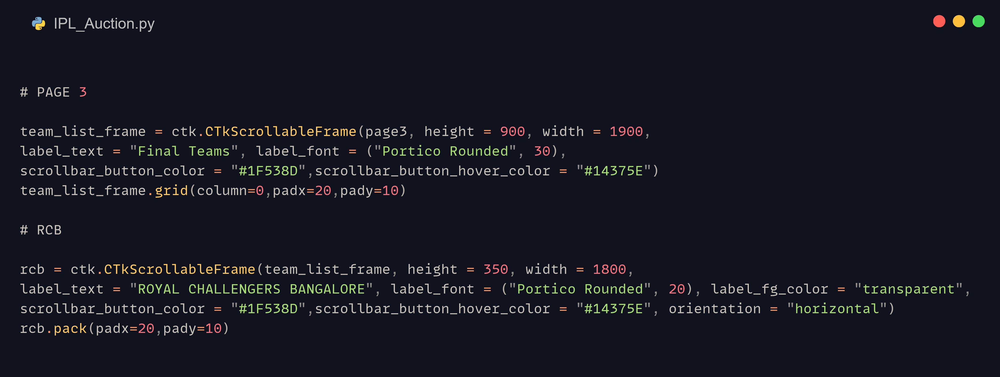 IPL_Auction.py
# PAGE 3
team_list_frame = ctk.CTkScrollableFrame(page3, height = 900, width = 1900,
label_text = "Final Teams", label_font = ("Portico Rounded", 30),
scrollbar_button_color = "#1F538D",scrollbar_button_hover_color = "#14375E")
team_list_frame.grid(column=0,padx=20,pady=10)
# RCB
rcb = ctk.CTkScrollableFrame(team_list_frame, height = 350, width = 1800,
label_text = "ROYAL CHALLENGERS BANGALORE", label_font = ("Portico Rounded", 20), label_fg_color = "transparent",
scrollbar_button_color = "#1F538D",scrollbar_button_hover_color = "#14375E", orientation = "horizontal")
rcb.pack(padx=20,pady=10)